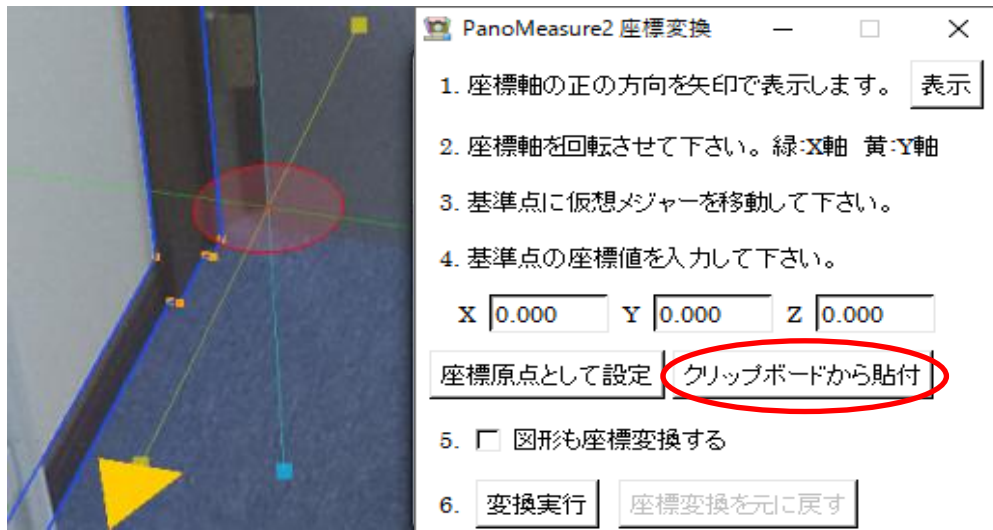 PanoMeasure2 座標変換
1. 座標軸の正の方向を矢印で表示します。 表示
2. 座標軸を回転させて下さい。緑:X軸 黄:Y軸
3. 基準点に仮想メジャーを移動して下さい。
4. 基準点の座標値を入力して下さい。
X 0.000 Y 0.000 Z 0.000
座標原点として設定 クリップボードから貼付
5. 図形も座標変換する
6. 変換実行 座標変換を元に戻す